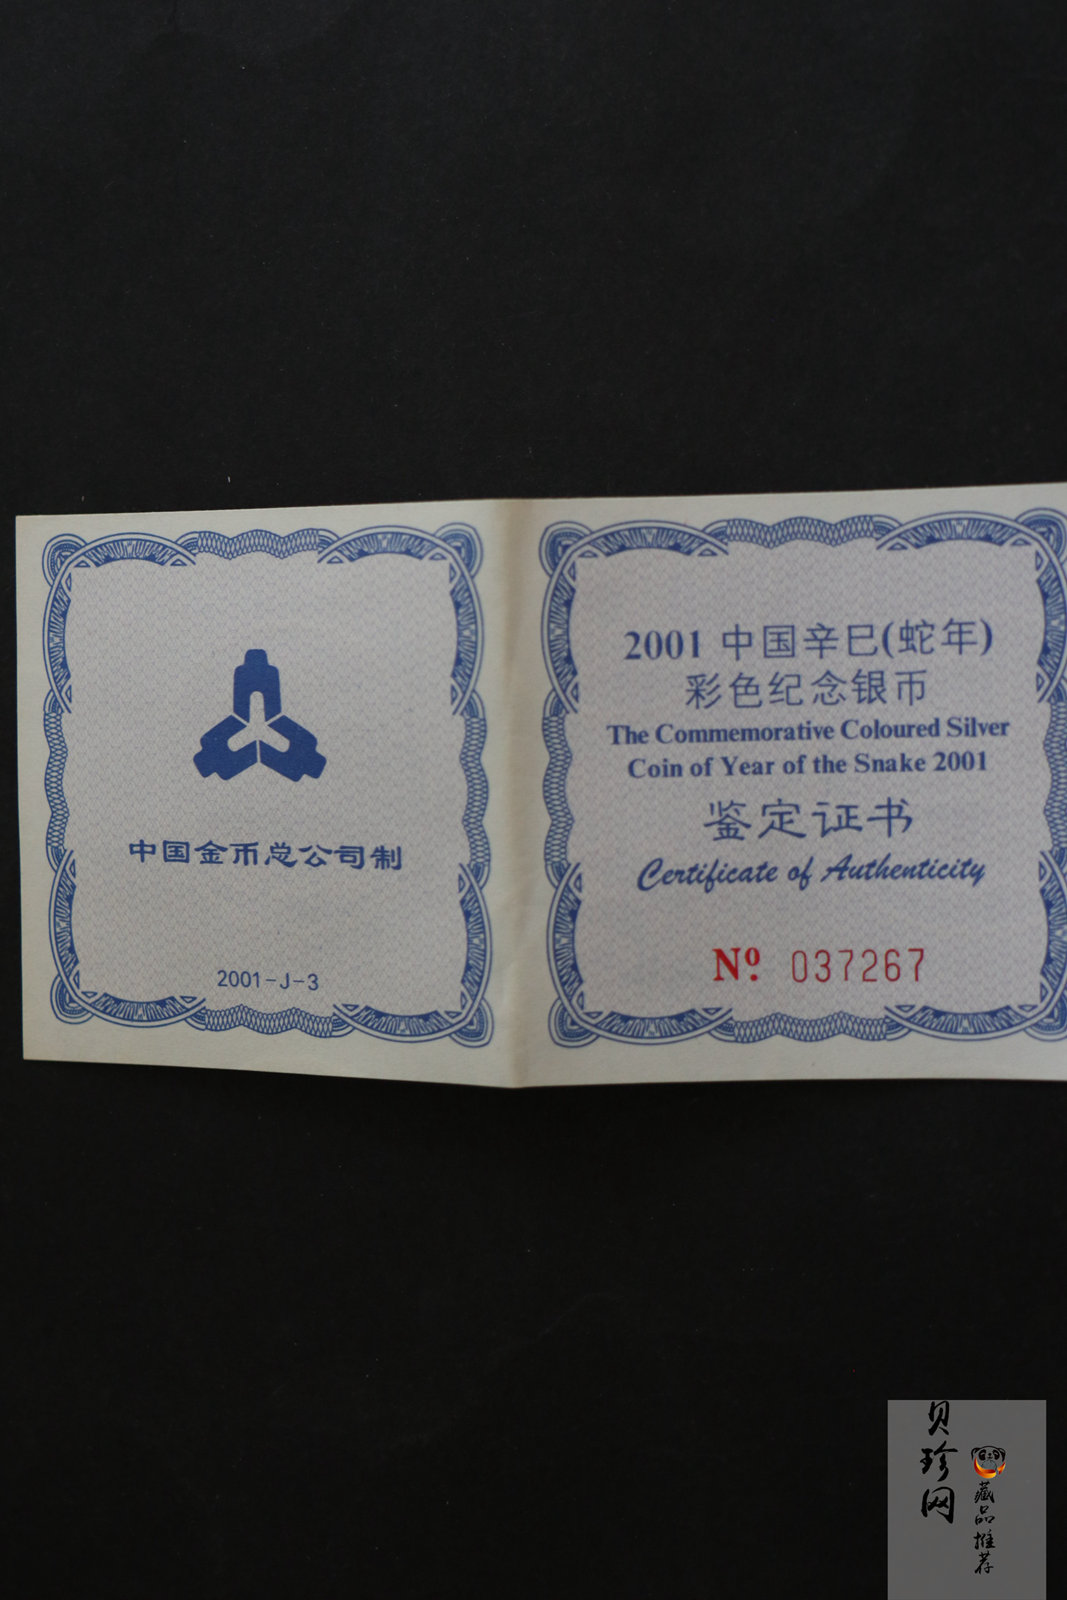 中国金币总公司制
2001-J-3
2001 中国辛巳(蛇年)
彩色纪念银币
The Commemorative Coloured Silver
Coin of Year of the Snake 2001
鉴定证书
Certificate of Authenticity
Nº 037267
贝珍网
藏品推荐